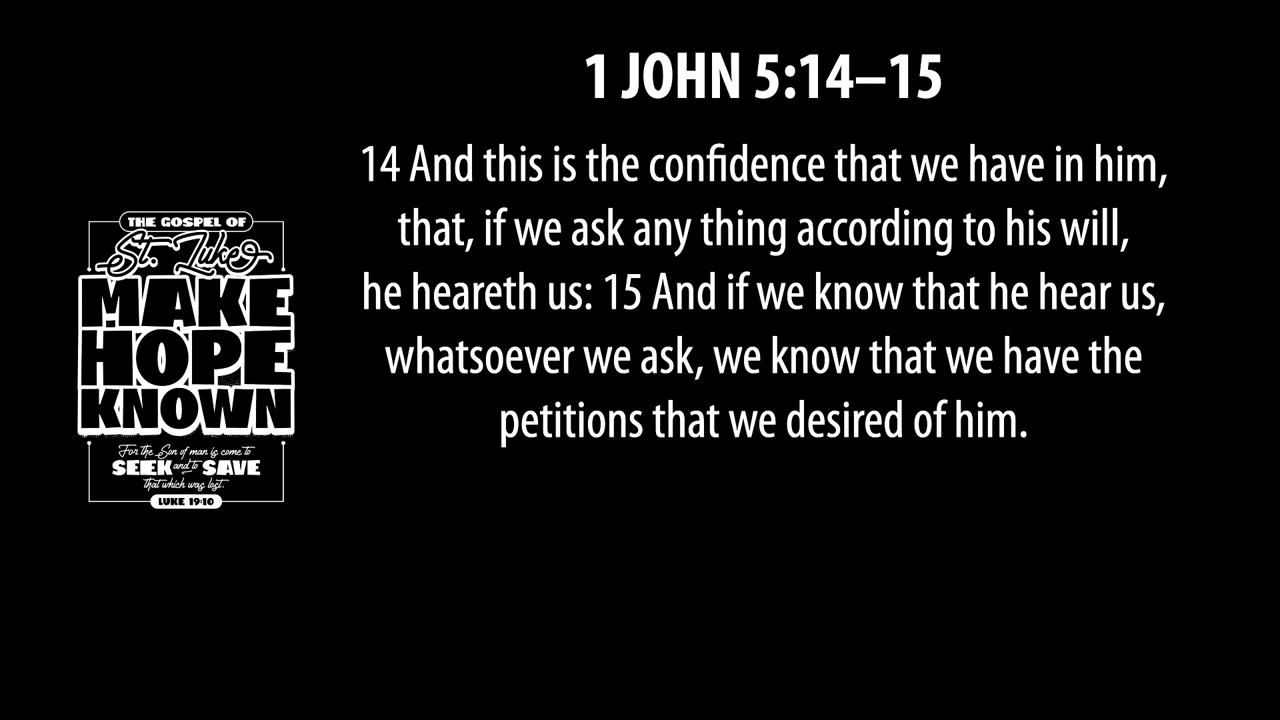 1 JOHN 5:14–15
14 And this is the confidence that we have in him,
that, if we ask any thing according to his will,
he heareth us: 15 And if we know that he hear us,
whatsoever we ask, we know that we have the
petitions that we desired of him.
THE GOSPEL OF
St. Luke
MAKE
HOPE
KNOWN
For the Son of man is come to
SEEK and to SAVE
that which was lost.
LUKE 19:10